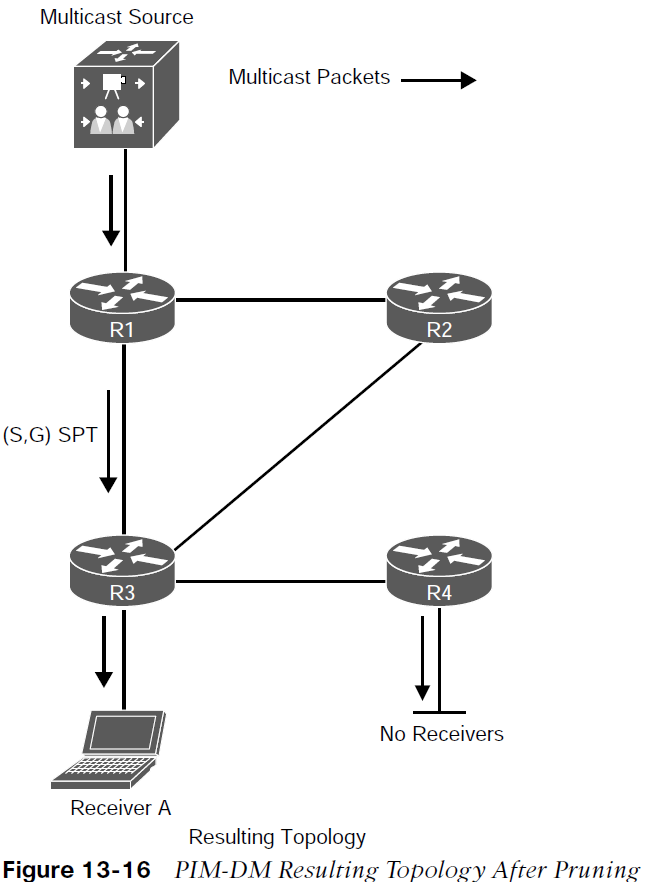 Multicast Source
Multicast Packets
R1
R2
(S,G) SPT
R3
R4
No Receivers
Receiver A
Resulting Topology
Figure 13-16 PIM-DM Resulting Topology After Pruning